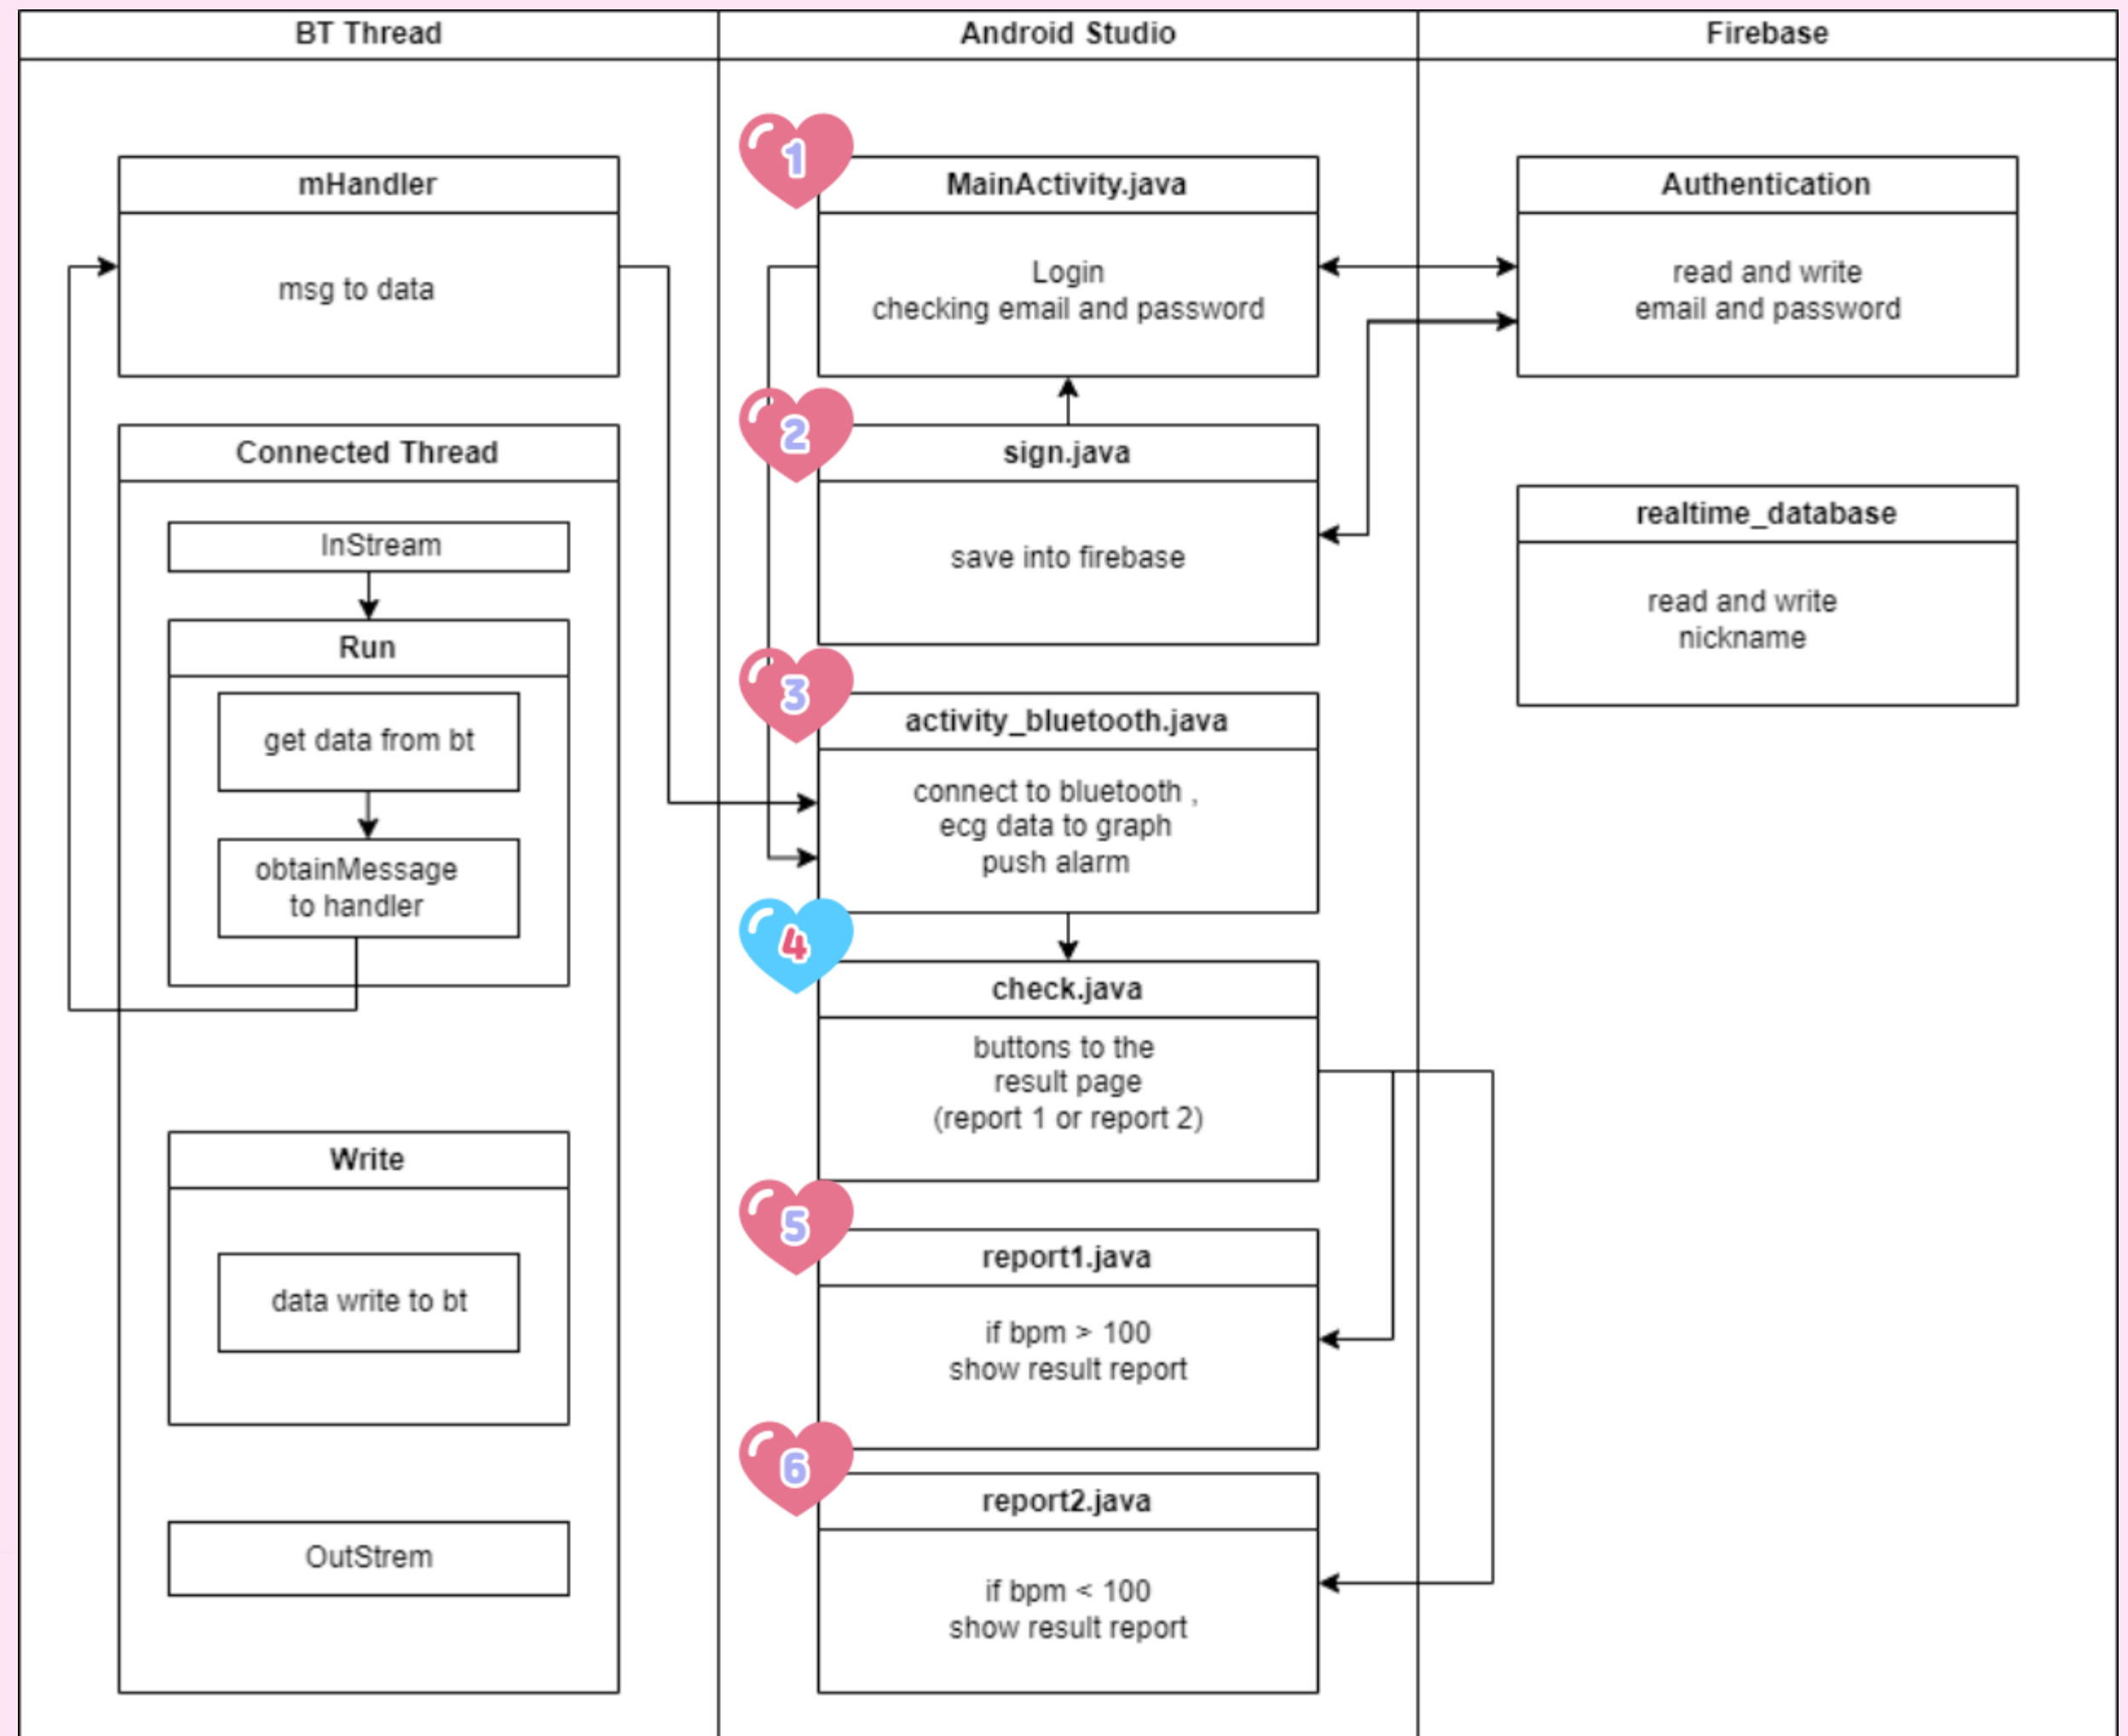 BT Thread
Android Studio
Firebase
mHandler
msg to data
Connected Thread
InStream
Run
get data from bt
obtainMessage
to handler
Write
data write to bt
OutStrem
1
MainActivity.java
Login
checking email and password
2
sign.java
save into firebase
3
activity_bluetooth.java
connect to bluetooth ,
ecg data to graph
push alarm
4
check.java
buttons to the
result page
(report 1 or report 2)
5
report1.java
if bpm > 100
show result report
6
report2.java
if bpm < 100
show result report
Authentication
read and write
email and password
realtime_database
read and write
nickname